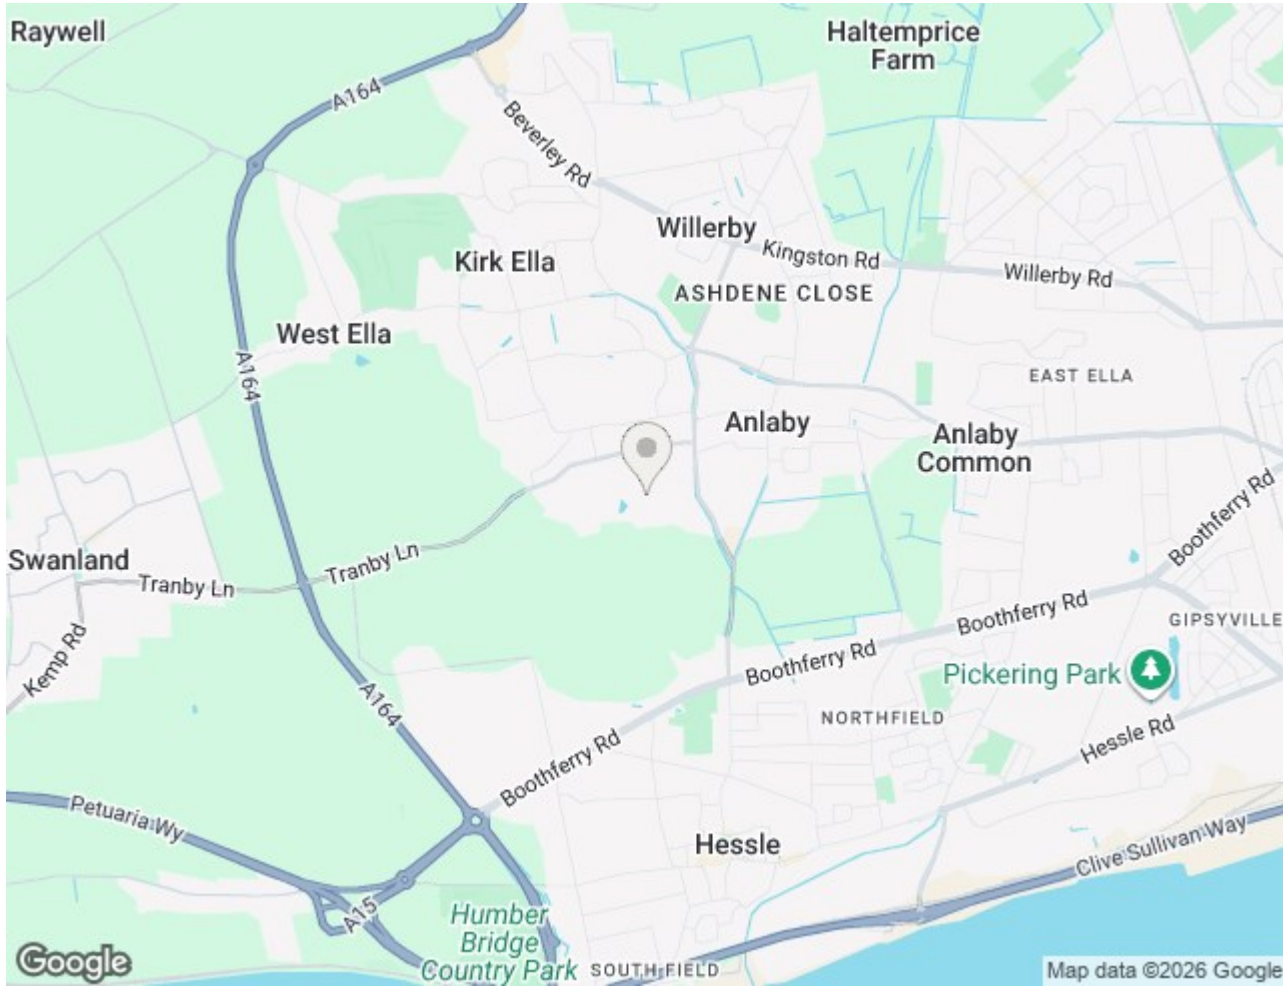 Raywell
Haltemprice
Farm
A164
Beverley Rd
Willerby
Kingston Rd
Kirk Ella
Willerby Rd
ASHDENE CLOSE
West Ella
A164
EAST ELLA
Anlaby
Anlaby
Common
Boothferry Rd
Swanland
Tranby Ln
Tranby Ln
Boothferry Rd
GIPSYVILLE
Kemp Rd
Boothferry Rd
Pickering Park
A164
NORTHFIELD
Hessle Rd
Boothferry Rd
Petuaria Wy
Hessle
Clive Sullivan Way
A15
Humber
Bridge
Country Park
SOUTH FIELD
Google
Map data ©2026 Google